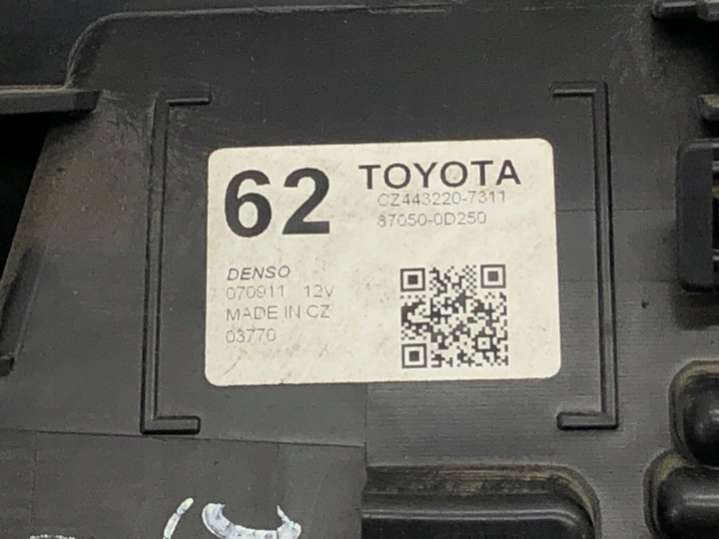 62
TOYOTA
CZ443220-7311
87050-0D250
DENSO
070911 12V
MADE IN CZ
03770